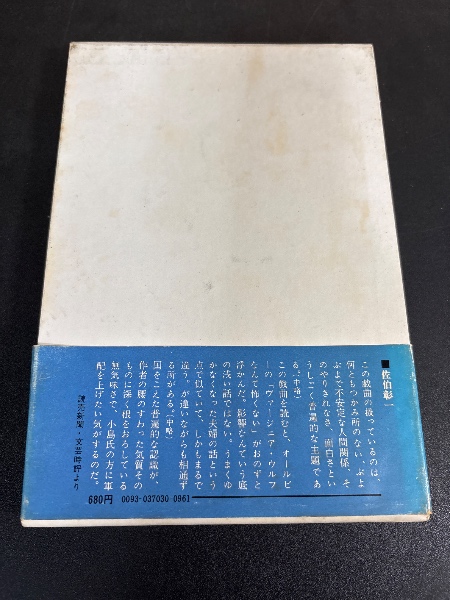 ■佐伯彰一
この戯曲の扱っているのは、
何ともつかみ所のない、ぶよ
ぶよで不安定な人間関係、そ
のやりきれなさ、面白さとい
うしごく普遍的な主題であ
る。〔中略〕
この戯曲を読むと、オールビ
ーの「ヴァージニア・ウルフ
なんて怖くない」がおのずと
浮かんだ。影響なんていう底
の浅い話ではない。うまくゆ
かなくなった夫婦の話という
点で似ていて、しかもまるで
違う。が違いながらも相通ず
る所がある。〔中略〕
国をこえた普遍的な認識が、
作者の腰のすわった気質その
ものに深く根をおろしている
無気味さで、小島氏の方に軍
配を上げたい気がするのだ。
読売新聞・文芸時評より
680円 0093-037030-0961